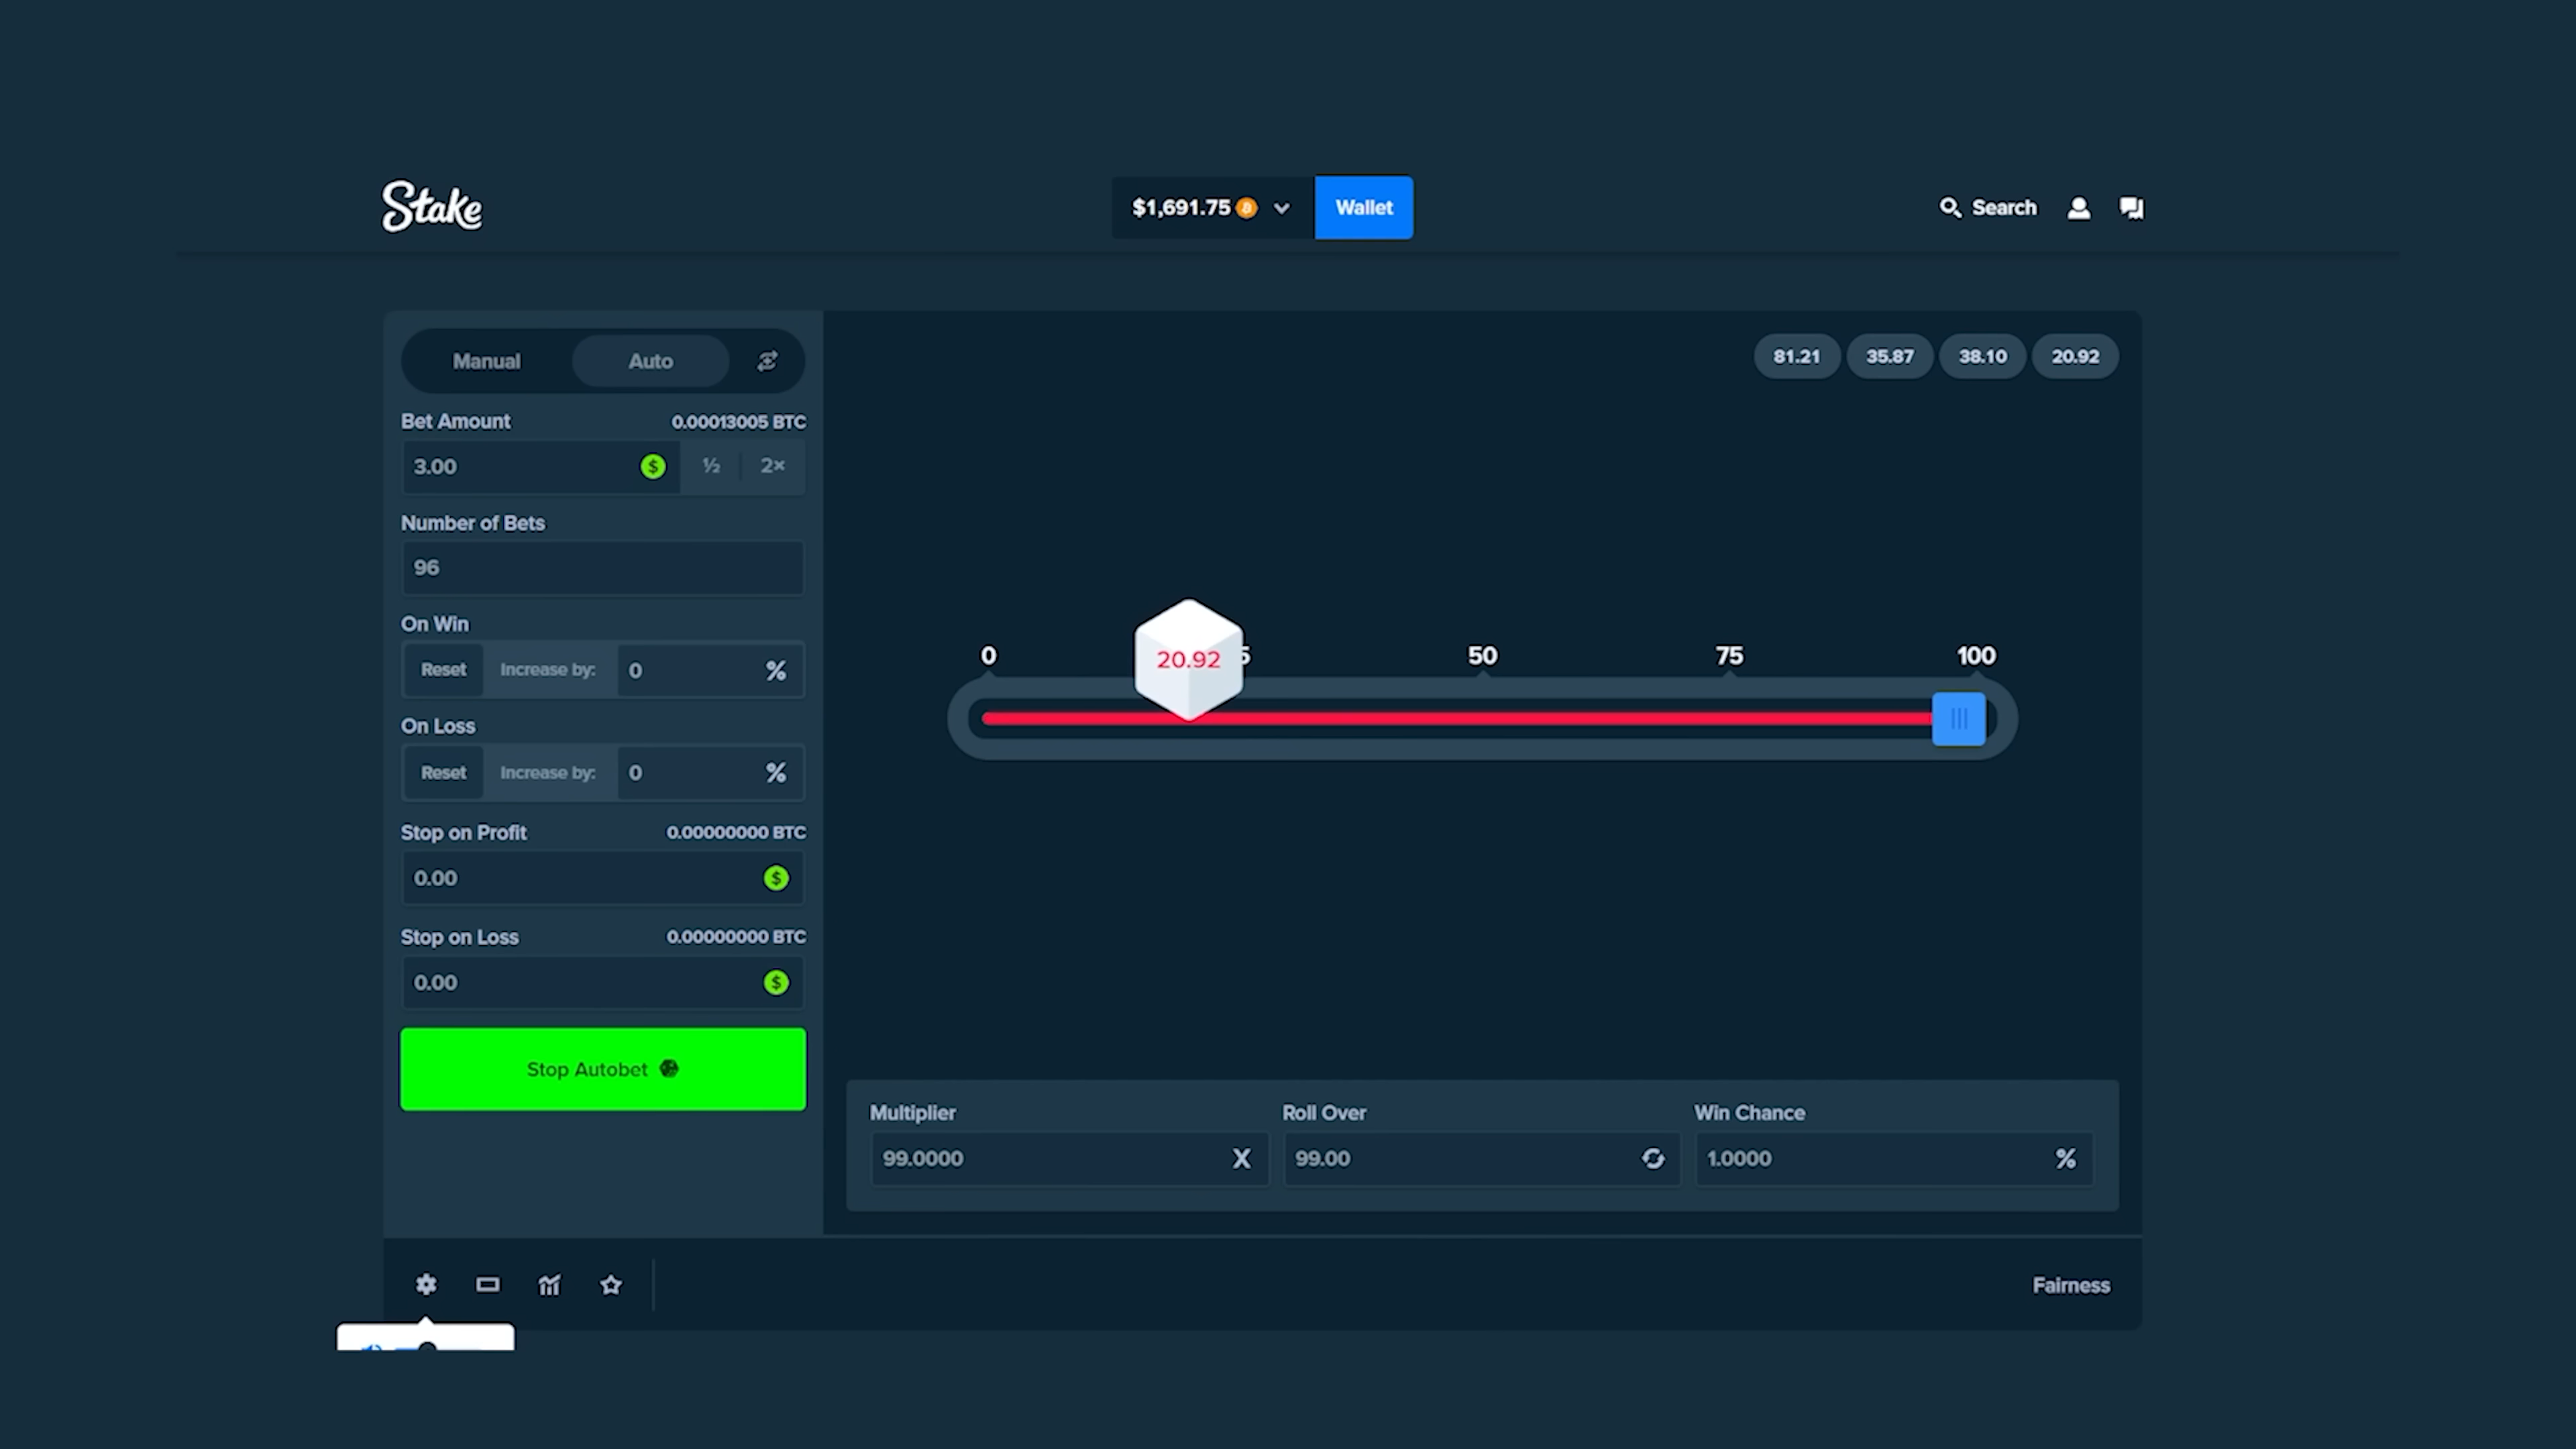 Stake
$1,691.75
Wallet
Search
Manual
Auto
81.21
35.87
38.10
20.92
Bet Amount
0.00013005 BTC
3.00
$
½
2×
Number of Bets
96
On Win
Reset
Increase by:
0
%
On Loss
Reset
Increase by:
0
%
Stop on Profit
0.00000000 BTC
0.00
$
Stop on Loss
0.00000000 BTC
0.00
$
Stop Autobet
0
20.92
5
50
75
100
Multiplier
99.0000
X
Roll Over
99.00
Win Chance
1.0000
%
Fairness